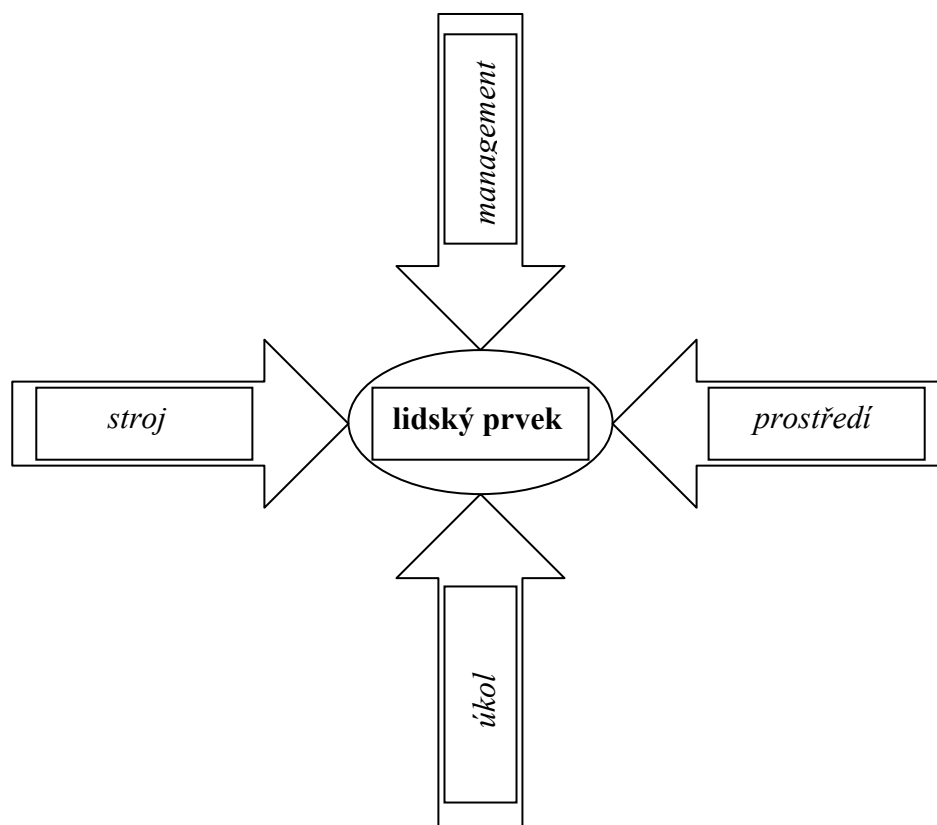 management
stroj
lidský prvek
prostředí
úkol